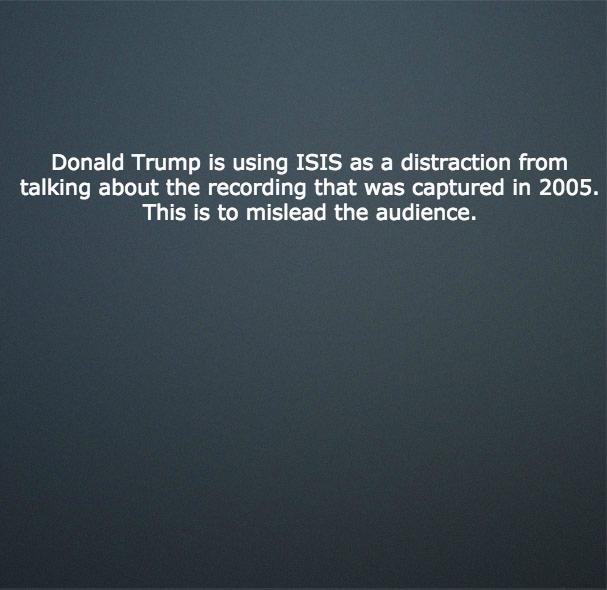 Donald Trump is using ISIS as a distraction from
talking about the recording that was captured in 2005.
This is to mislead the audience.